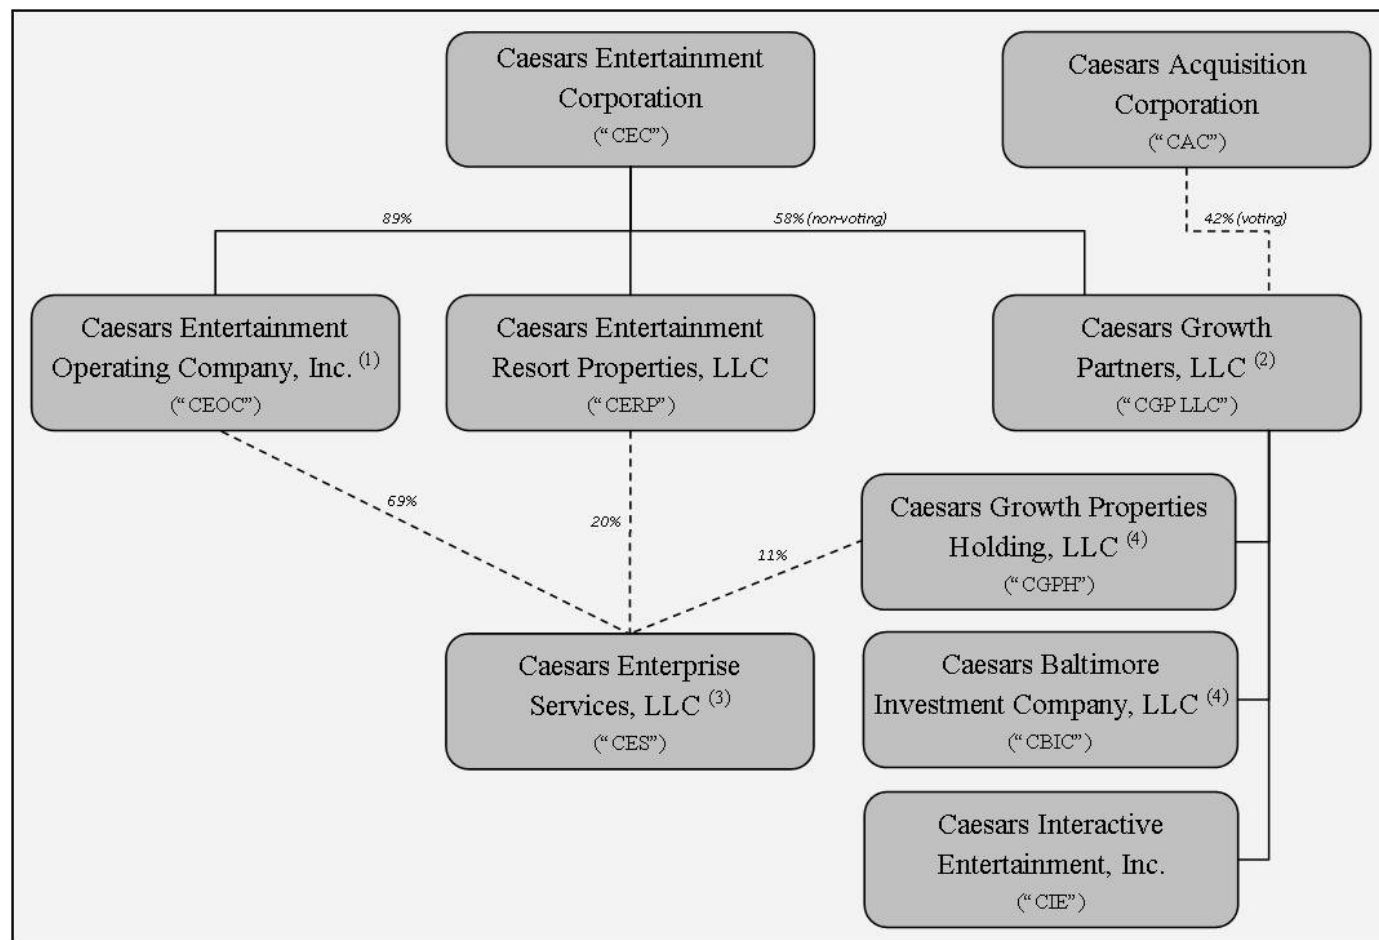 Caesars Entertainment
Corporation
(“CEC”)
Caesars Acquisition
Corporation
(“CAC”)
89%
58% (non-voting)
42% (voting)
Caesars Entertainment
Operating Company, Inc. (1)
(“CEOC”)
Caesars Entertainment
Resort Properties, LLC
(“CERP”)
Caesars Growth
Partners, LLC (2)
(“CGP LLC”)
69%
20%
11%
Caesars Growth Properties
Holding, LLC (4)
(“CGPH”)
Caesars Enterprise
Services, LLC (3)
(“CES”)
Caesars Baltimore
Investment Company, LLC (4)
(“CBIC”)
Caesars Interactive
Entertainment, Inc.
(“CIE”)